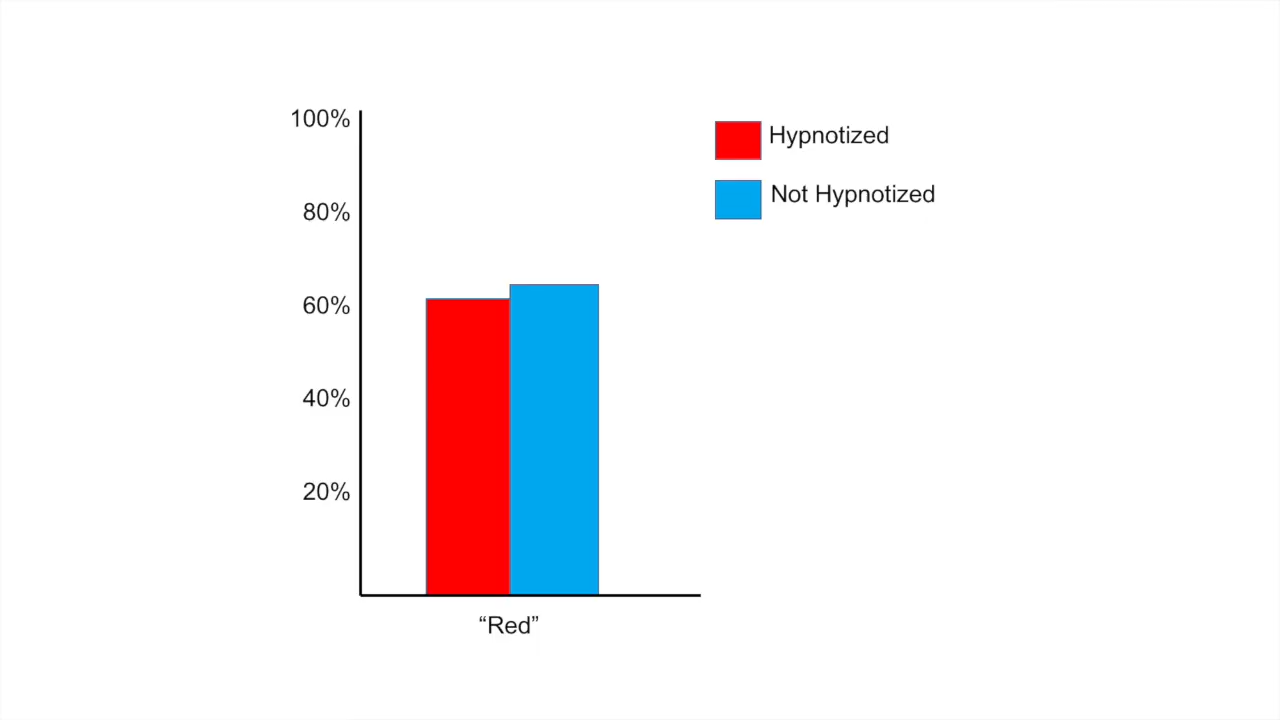 100%
80%
60%
40%
20%
“Red”
Hypnotized
Not Hypnotized